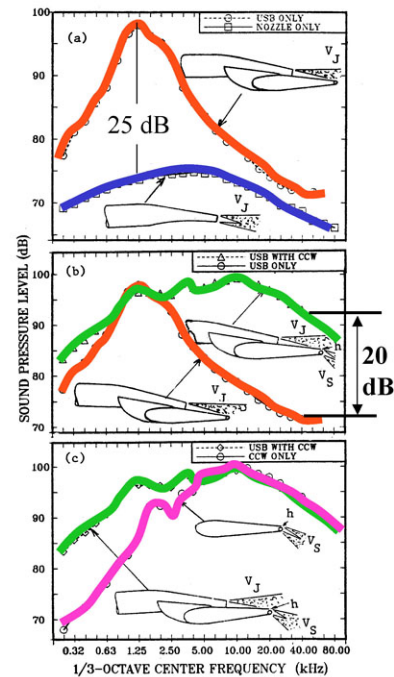 (a)
USB ONLY
NOZZLE ONLY
V_J
25 dB
V_J
100
90
80
70
(b)
USB WITH CCW
USB ONLY
V_J
h
V_S
V_J
20
dB
100
90
80
70
SOUND PRESSURE LEVEL (dB)
(c)
USB WITH CCW
CCW ONLY
h
V_S
V_J
h
V_S
100
90
80
70
0.32 0.63 1.25 2.50 5.00 10.00 20.00 40.00 80.00
1/3-OCTAVE CENTER FREQUENCY (kHz)